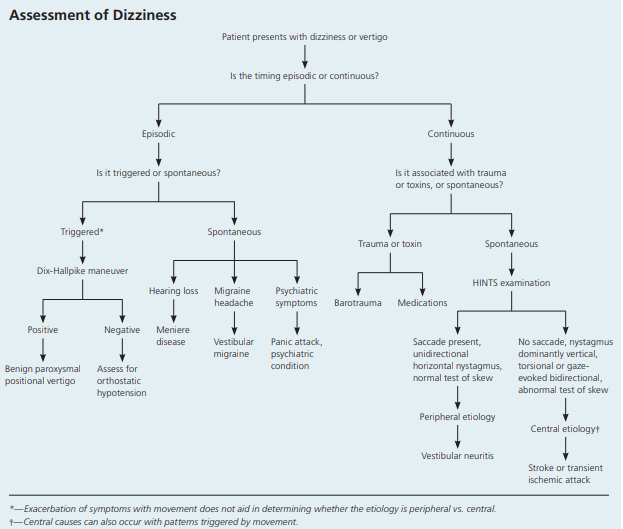 Assessment of Dizziness
Patient presents with dizziness or vertigo
Is the timing episodic or continuous?
Episodic
Continuous
Is it triggered or spontaneous?
Is it associated with trauma
or toxins, or spontaneous?
Triggered*
Spontaneous
Trauma or toxin
Spontaneous
Dix-Hallpike maneuver
HINTS examination
Hearing loss
Migraine
headache
Psychiatric
symptoms
Barotrauma
Medications
Positive
Negative
Meniere
disease
Vestibular
migraine
Panic attack,
psychiatric
condition
Saccade present,
unidirectional
horizontal nystagmus,
normal test of skew
No saccade, nystagmus
dominantly vertical,
torsional or gaze-
evoked bidirectional,
abnormal test of skew
Benign paroxysmal
positional vertigo
Assess for
orthostatic
hypotension
Peripheral etiology
Central etiology†
Vestibular neuritis
Stroke or transient
ischemic attack
*—Exacerbation of symptoms with movement does not aid in determining whether the etiology is peripheral vs. central.
†—Central causes can also occur with patterns triggered by movement.